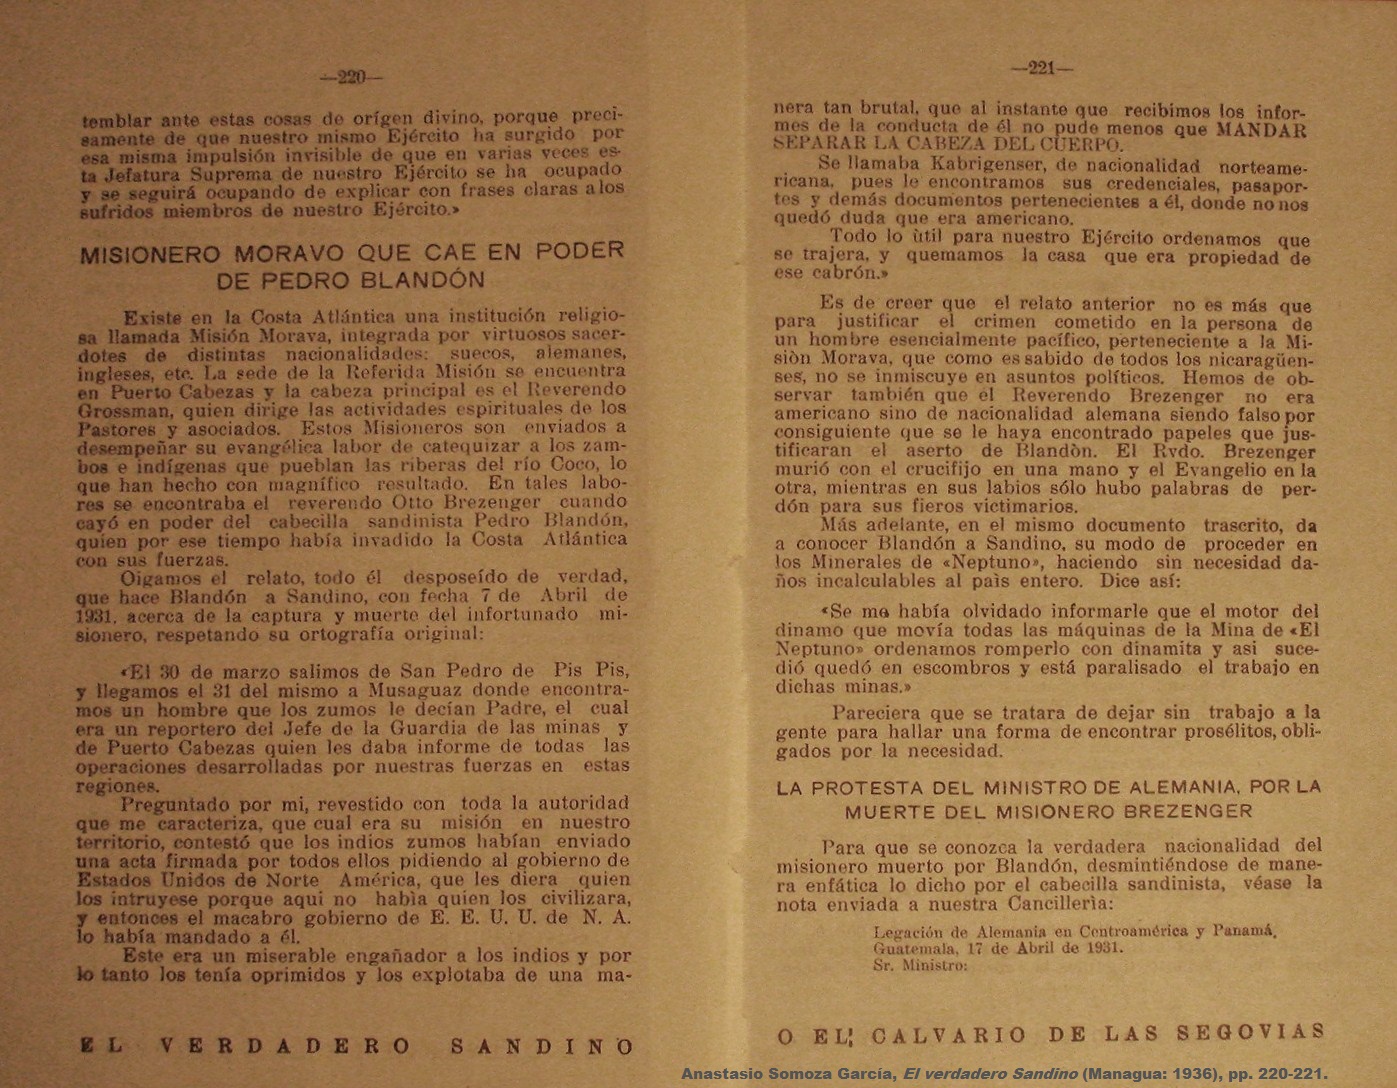 —220—
temblar ante estas cosas de orígen divino, porque preci-
samente de que nuestro mismo Ejército ha surgido por
esa misma impulsión invisible de que en varias veces es-
ta Jefatura Suprema de nuestro Ejército se ha ocupado
y se seguirá ocupando de explicar con frases claras a los
sufridos miembros de nuestro Ejército.»
MISIONERO MORAVO QUE CAE EN PODER
DE PEDRO BLANDÓN
Existe en la Costa Atlántica una institución religio-
sa llamada Misión Morava, integrada por virtuosos sacer-
dotes de distintas nacionalidades: suecos, alemanes,
ingleses, etc. La sede de la Referida Misión se encuentra
en Puerto Cabezas y la cabeza principal es el Reverendo
Grossman, quien dirige las actividades espirituales de los
Pastores y asociados. Estos Misioneros son enviados a
desempeñar su evangélica labor de catequizar a los zam-
bos e indígenas que pueblan las riberas del río Coco, lo
que han hecho con magnífico resultado. En tales labo-
res se encontraba el reverendo Otto Brezenger cuando
cayó en poder del cabecilla sandinista Pedro Blandón,
quien por ese tiempo había invadido la Costa Atlántica
con sus fuerzas.
Oigamos el relato, todo él desposeído de verdad,
que hace Blandón a Sandino, con fecha 7 de Abril de
1931, acerca de la captura y muerte del infortunado mi-
sionero, respetando su ortografía original:
«El 30 de marzo salimos de San Pedro de Pis Pis,
y llegamos el 31 del mismo a Musaguaz donde encontra-
mos un hombre que los zumos le decían Padre, el cual
era un reportero del Jefe de la Guardia de las minas y
de Puerto Cabezas quien les daba informe de todas las
operaciones desarrolladas por nuestras fuerzas en estas
regiones.
Preguntado por mi, revestido con toda la autoridad
que me caracteriza, que cual era su misión en nuestro
territorio, contestó que los indios zumos habían enviado
una acta firmada por todos ellos pidiendo al gobierno de
Estados Unidos de Norte América, que les diera quien
los intruyese porque aqui no habia quien los civilizara,
y entonces el macabro gobierno de E. E. U. U. de N. A.
lo había mandado a él.
Este era un miserable engañador a los indios y por
lo tanto los tenía oprimidos y los explotaba de una ma-
EL VERDADERO SANDINO
—221—
nera tan brutal, que al instante que recibimos los infor-
mes de la conducta de él no pude menos que MANDAR
SEPARAR LA CABEZA DEL CUERPO.
Se llamaba Kabrigenser, de nacionalidad norteame-
ricana, pues le encontramos sus credenciales, pasapor-
tes y demás documentos pertenecientes a él, donde no nos
quedó duda que era americano.
Todo lo ùtil para nuestro Ejército ordenamos que
se trajera, y quemamos la casa que era propiedad de
ese cabrón.»
Es de creer que el relato anterior no es más que
para justificar el crimen cometido en la persona de
un hombre esencialmente pacífico, perteneciente a la Mi-
siòn Morava, que como es sabido de todos los nicaragüen-
ses, no se inmiscuye en asuntos políticos. Hemos de ob-
servar también que el Reverendo Brezenger no era
americano sino de nacionalidad alemana siendo falso por
consiguiente que se le haya encontrado papeles que jus-
tificaran el aserto de Blandòn. El Rvdo. Brezenger
murió con el crucifijo en una mano y el Evangelio en la
otra, mientras en sus labios sólo hubo palabras de per-
dón para sus fieros victimarios.
Más adelante, en el mismo documento trascrito, da
a conocer Blandón a Sandino, su modo de proceder en
los Minerales de «Neptuno», haciendo sin necesidad da-
ños incalculables al paìs entero. Dice así:
«Se me había olvidado informarle que el motor del
dinamo que movía todas las máquinas de la Mina de «El
Neptuno» ordenamos romperlo con dinamita y asi suce-
dió quedó en escombros y está paralisado el trabajo en
dichas minas.»
Pareciera que se tratara de dejar sin trabajo a la
gente para hallar una forma de encontrar prosélitos, obli-
gados por la necesidad.
LA PROTESTA DEL MINISTRO DE ALEMANIA, POR LA
MUERTE DEL MISIONERO BREZENGER
Para que se conozca la verdadera nacionalidad del
misionero muerto por Blandón, desmintiéndose de mane-
ra enfática lo dicho por el cabecilla sandinista, véase la
nota enviada a nuestra Cancillerìa:
Legación de Alemania en Centroamérica y Panamá,
Guatemala, 17 de Abril de 1931.
Sr. Ministro:
O EL CALVARIO DE LAS SEGOVIAS
Anastasio Somoza García, El verdadero Sandino (Managua: 1936), pp. 220-221.